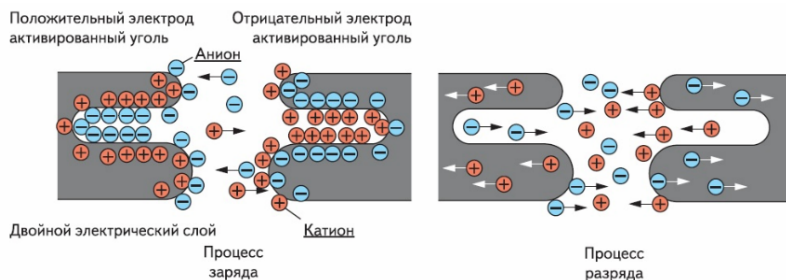 Положительный электрод
активированный уголь
Отрицательный электрод
активированный уголь
Анион
Двойной электрический слой
Катион
Процесс
заряда
Процесс
разряда